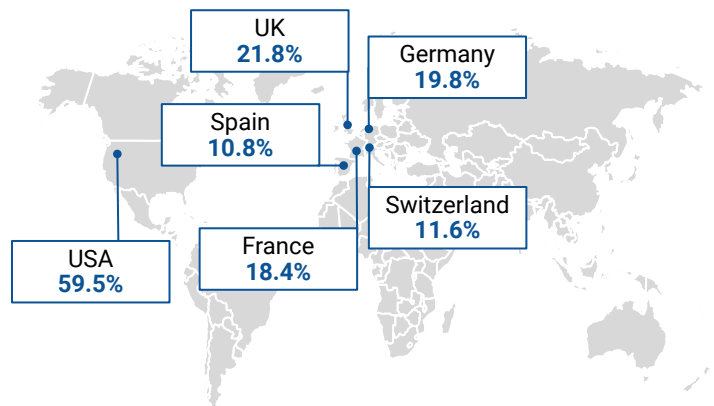 UK
21.8%
Germany
19.8%
Spain
10.8%
Switzerland
11.6%
France
18.4%
USA
59.5%